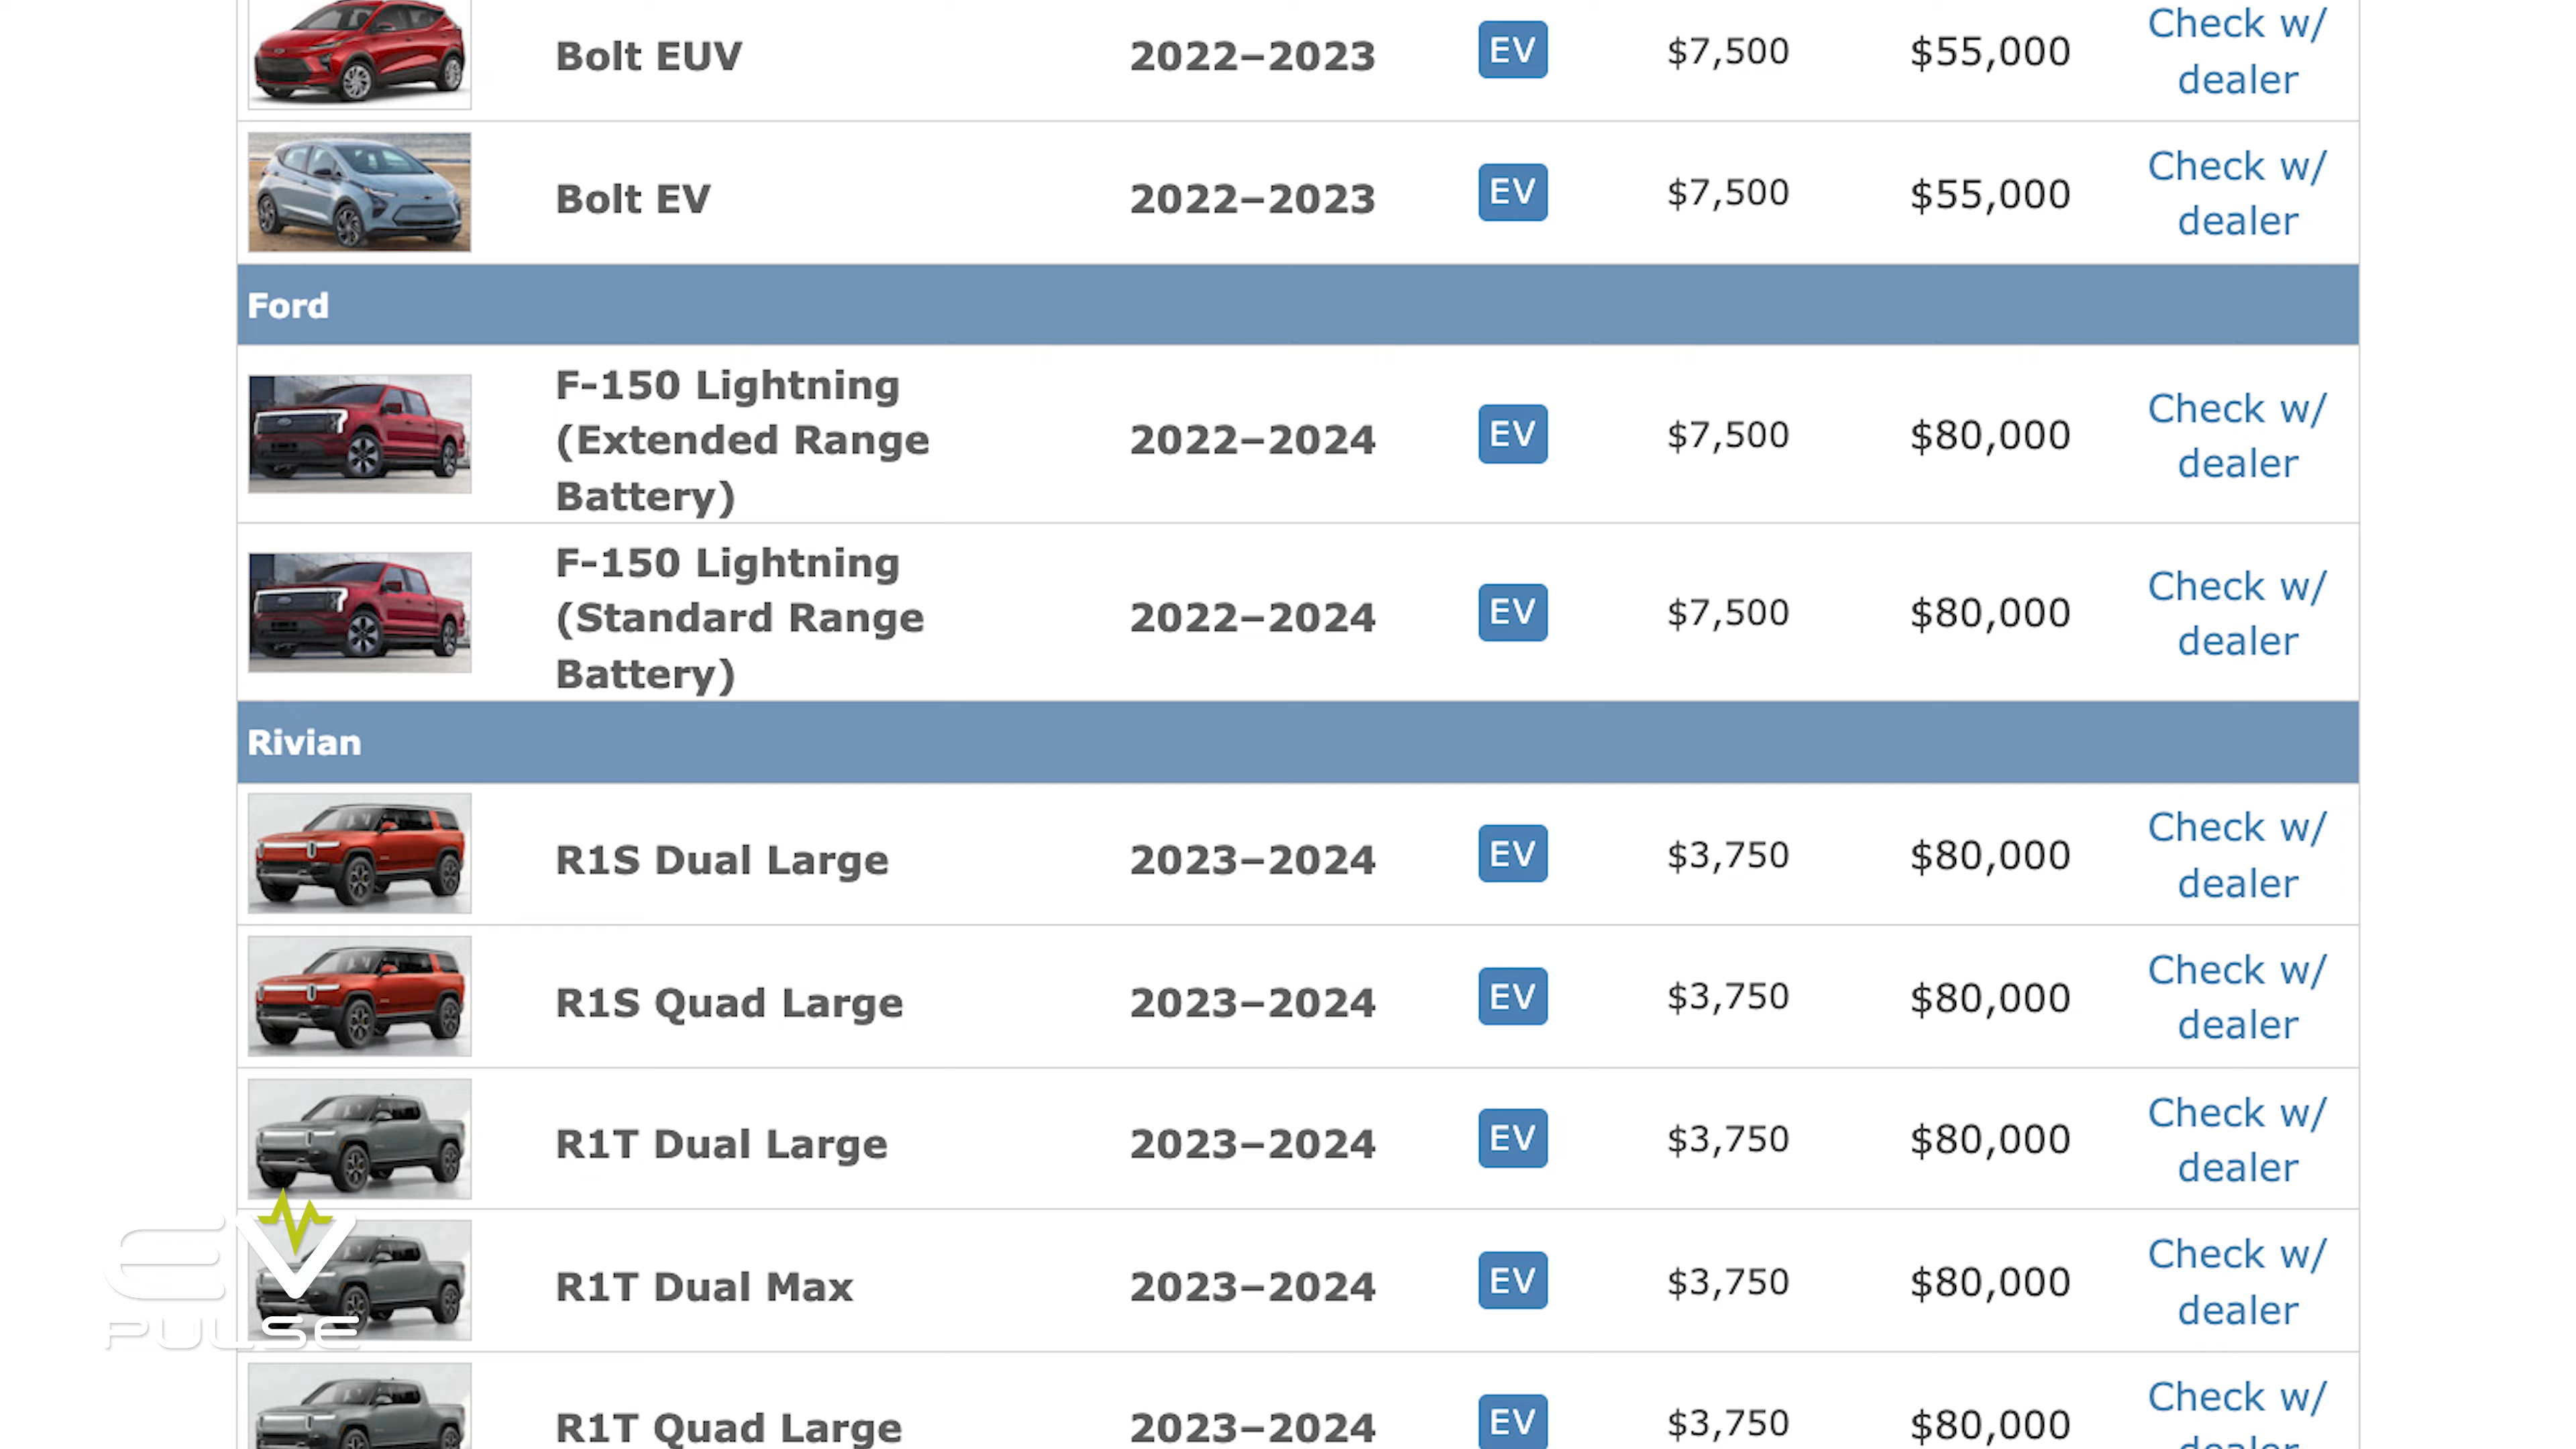 Bolt EUV 2022–2023 EV $7,500 $55,000 Check w/ dealer
Bolt EV 2022–2023 EV $7,500 $55,000 Check w/ dealer
Ford
F-150 Lightning
(Extended Range
Battery) 2022–2024 EV $7,500 $80,000 Check w/ dealer
F-150 Lightning
(Standard Range
Battery) 2022–2024 EV $7,500 $80,000 Check w/ dealer
Rivian
R1S Dual Large 2023–2024 EV $3,750 $80,000 Check w/ dealer
R1S Quad Large 2023–2024 EV $3,750 $80,000 Check w/ dealer
R1T Dual Large 2023–2024 EV $3,750 $80,000 Check w/ dealer
R1T Dual Max 2023–2024 EV $3,750 $80,000 Check w/ dealer
R1T Quad Large 2023–2024 EV $3,750 $80,000 Check w/
EV
PULSE